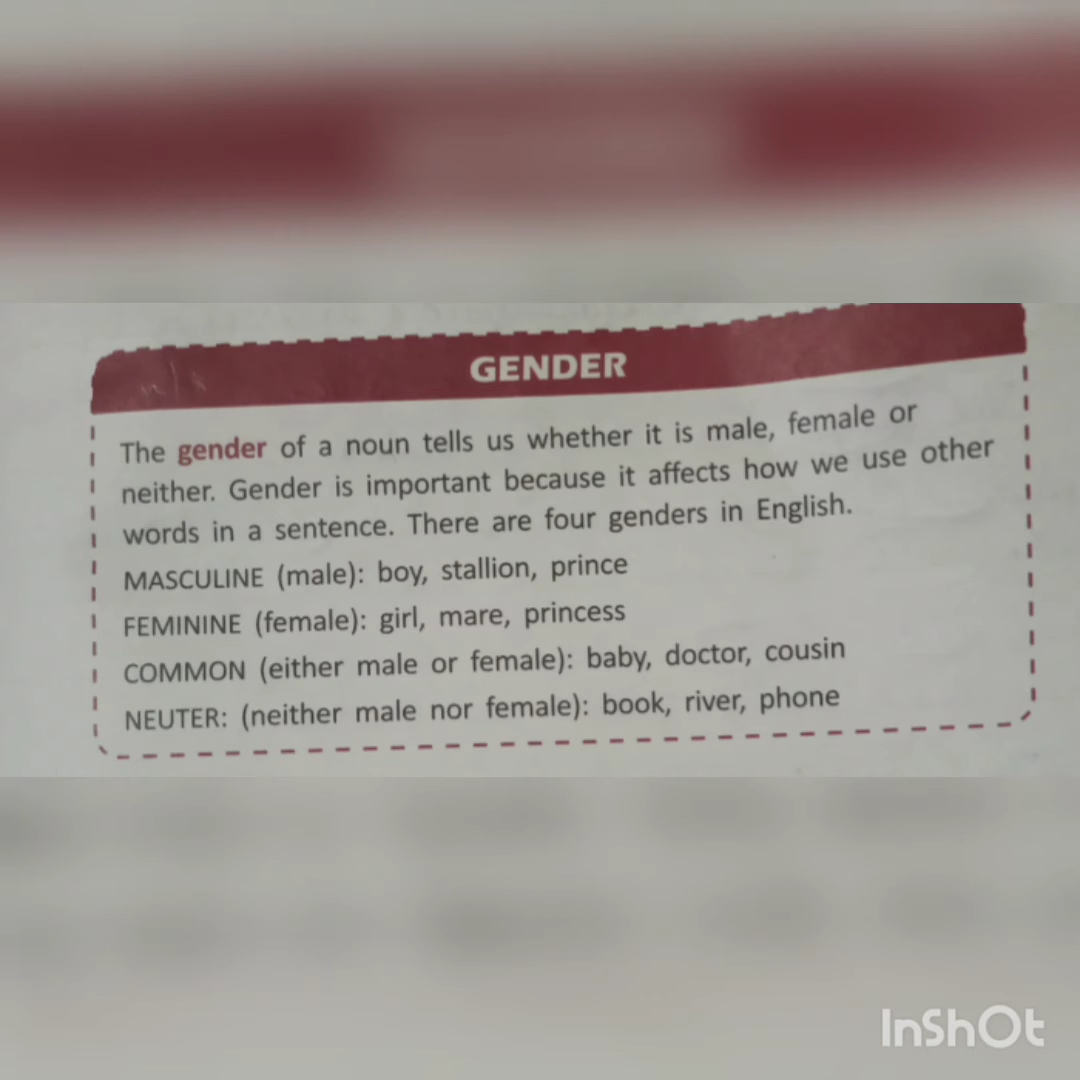 GENDER
The gender of a noun tells us whether it is male, female or
neither. Gender is important because it affects how we use other
words in a sentence. There are four genders in English.
MASCULINE (male): boy, stallion, prince
FEMININE (female): girl, mare, princess
COMMON (either male or female): baby, doctor, cousin
NEUTER: (neither male nor female): book, river, phone
InShOt